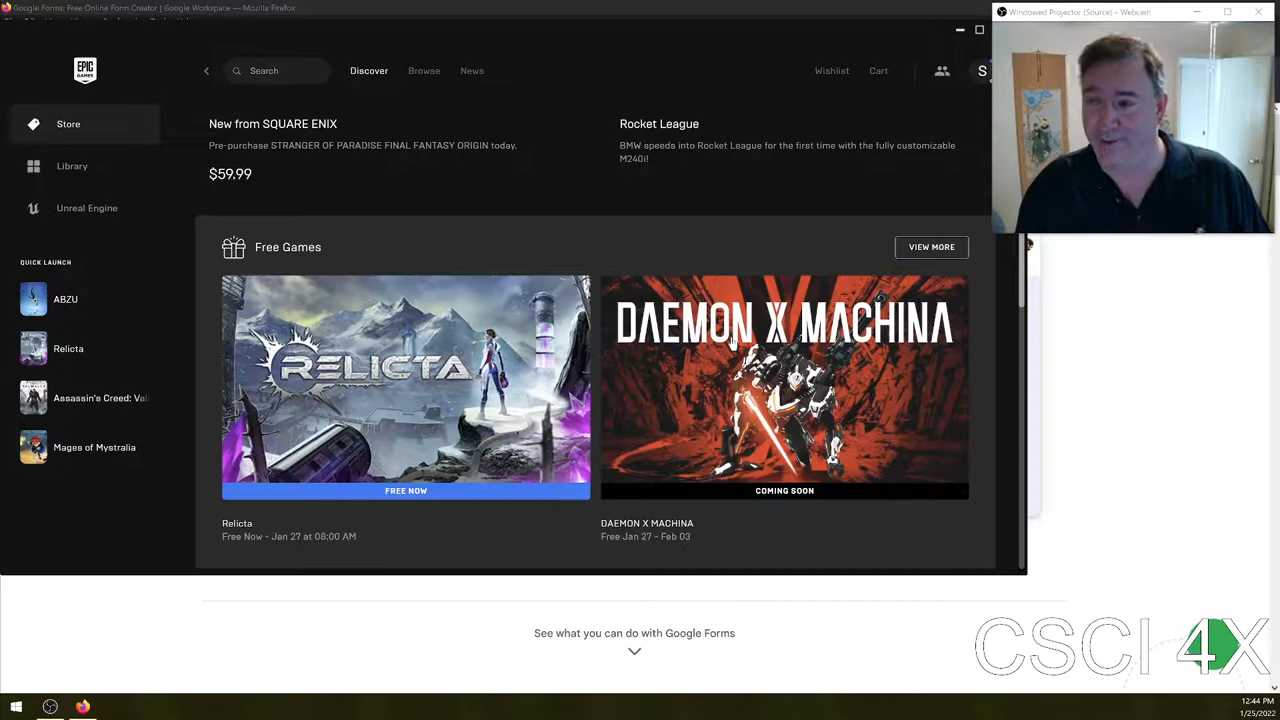 Google Forms: Free Online Form Creator | Google Workspace — Mozilla Firefox
Windowed Projector (Source) - Webcam
EPIC
GAMES
Search
Discover
Browse
News
Wishlist
Cart
S
Store
Library
Unreal Engine
QUICK LAUNCH
ABZU
Relicta
Assassin's Creed: Val
Mages of Mystralia
New from SQUARE ENIX
Pre-purchase STRANGER OF PARADISE FINAL FANTASY ORIGIN today.
$59.99
Rocket League
BMW speeds into Rocket League for the first time with the fully customizable
M240i!
Free Games
VIEW MORE
RELICTA
FREE NOW
Relicta
Free Now - Jan 27 at 08:00 AM
DAEMON X MACHINA
COMING SOON
DAEMON X MACHINA
Free Jan 27 - Feb 03
See what you can do with Google Forms
CSCI 4X
12:44 PM
1/25/2022